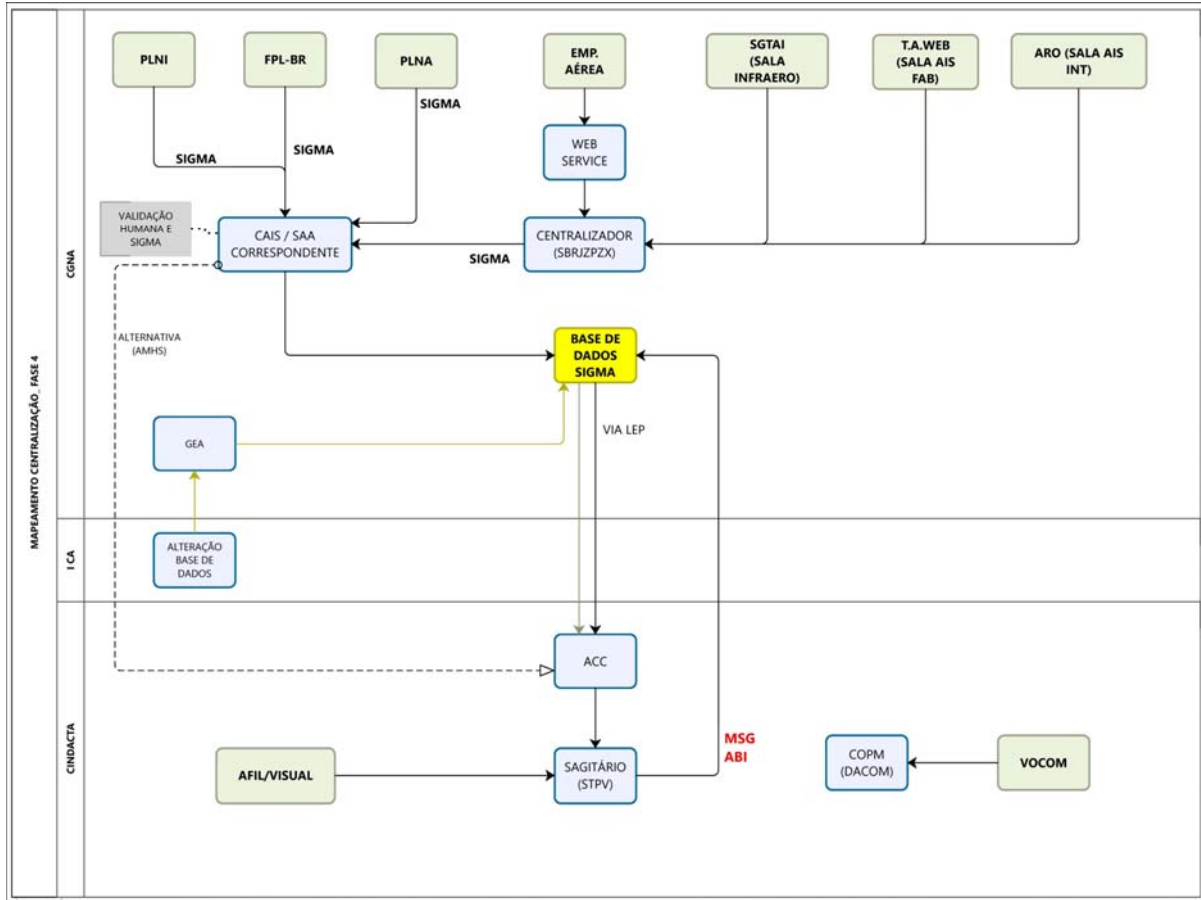 MAPEAMENTO CENTRALIZAÇÃO_ FASE 4
CGNA
PLNI
FPL-BR
PLNA
EMP.
AÉREA
SGTAI
(SALA
INFRAERO)
T.A.WEB
(SALA AIS
FAB)
ARO (SALA AIS
INT)
SIGMA
SIGMA
SIGMA
WEB
SERVICE
VALIDAÇÃO
HUMANA E
SIGMA
CAIS / SAA
CORRESPONDENTE
SIGMA
CENTRALIZADOR
(SBRJZPZX)
ALTERNATIVA
(AMHS)
BASE DE
DADOS
SIGMA
GEA
VIA LEP
I CA
ALTERAÇÃO
BASE DE
DADOS
CINDACTA
ACC
AFIL/VISUAL
SAGITÁRIO
(STPV)
MSG
ABI
COPM
(DACOM)
VOCOM